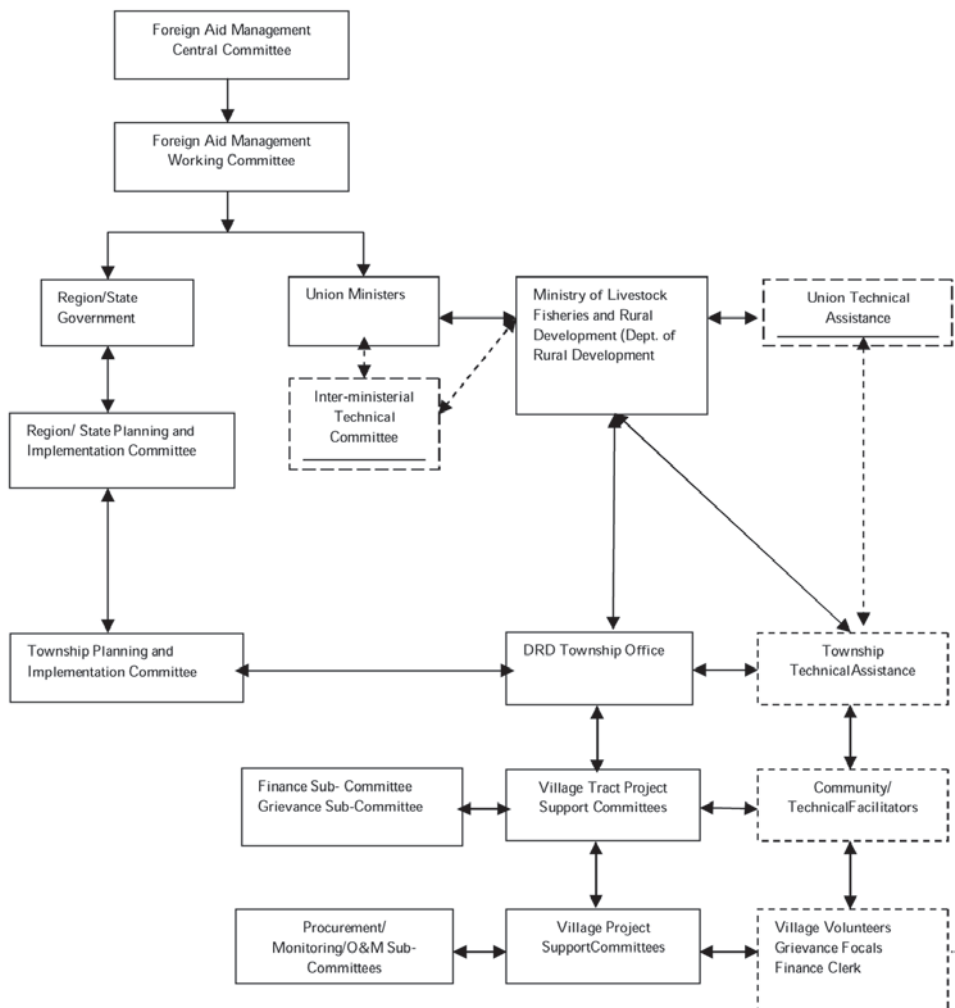 Foreign Aid Management
Central Committee
Foreign Aid Management
Working Committee
Region/State
Government
Union Ministers
Ministry of Livestock
Fisheries and Rural
Development (Dept. of
Rural Development
Union Technical
Assistance
Inter-ministerial
Technical
Committee
Region/ State Planning and
Implementation Committee
Township Planning and
Implementation Committee
DRD Township Office
Township
TechnicalAssistance
Finance Sub- Committee
Grievance Sub-Committee
Village Tract Project
Support Committees
Community/
TechnicalFacilitators
Procurement/
Monitoring/O&M Sub-
Committees
Village Project
SupportCommittees
Village Volunteers
Grievance Focals
Finance Clerk